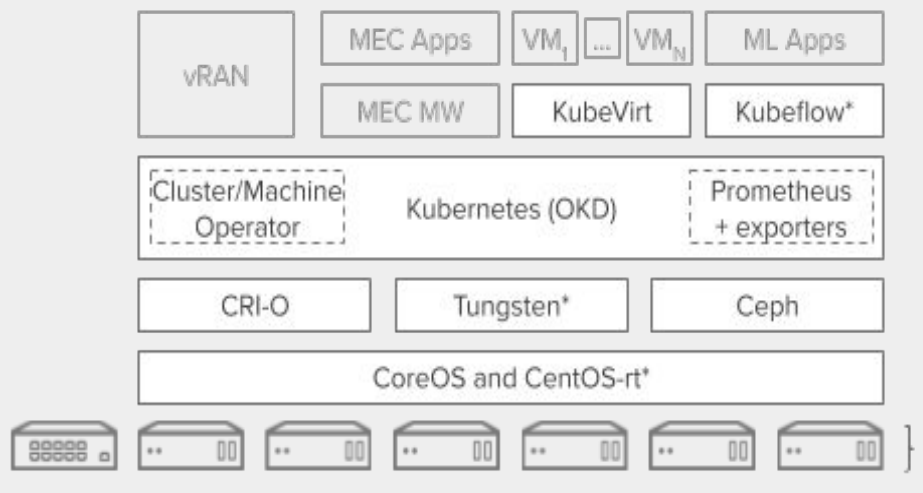 vRAN
MEC Apps
VM1
...
VMN
ML Apps
MEC MW
KubeVirt
Kubeflow*
Cluster/Machine
Operator
Kubernetes (OKD)
Prometheus
+ exporters
CRI-O
Tungsten*
Ceph
CoreOS and CentOS-rt*